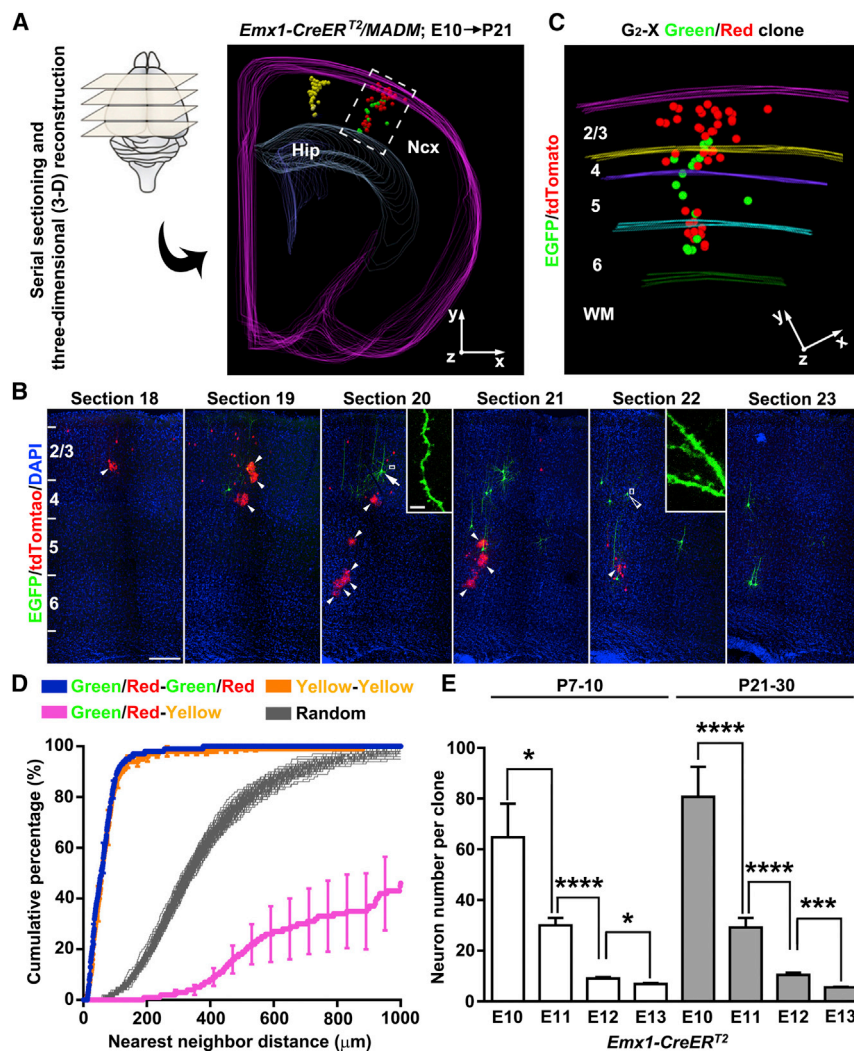 A
Emx1-CreER^T2/MADM; E10→P21
Serial sectioning and
three-dimensional (3-D) reconstruction
Hip
Ncx
y
z
x
C
G2-X Green/Red clone
EGFP/tdTomato
2/3
4
5
6
WM
y
z
x
B
Section 18
Section 19
Section 20
Section 21
Section 22
Section 23
EGFP/tdTomtao/DAPI
2/3
4
5
6
D
Green/Red-Green/Red
Yellow-Yellow
Green/Red-Yellow
Random
Cumulative percentage (%)
100
80
60
40
20
0
0
200
400
600
800
1000
Nearest neighbor distance (μm)
E
P7-10
P21-30
Neuron number per clone
100
80
60
40
20
0
*
****
*
****
****
***
E10
E11
E12
E13
E10
E11
E12
E13
Emx1-CreER^T2